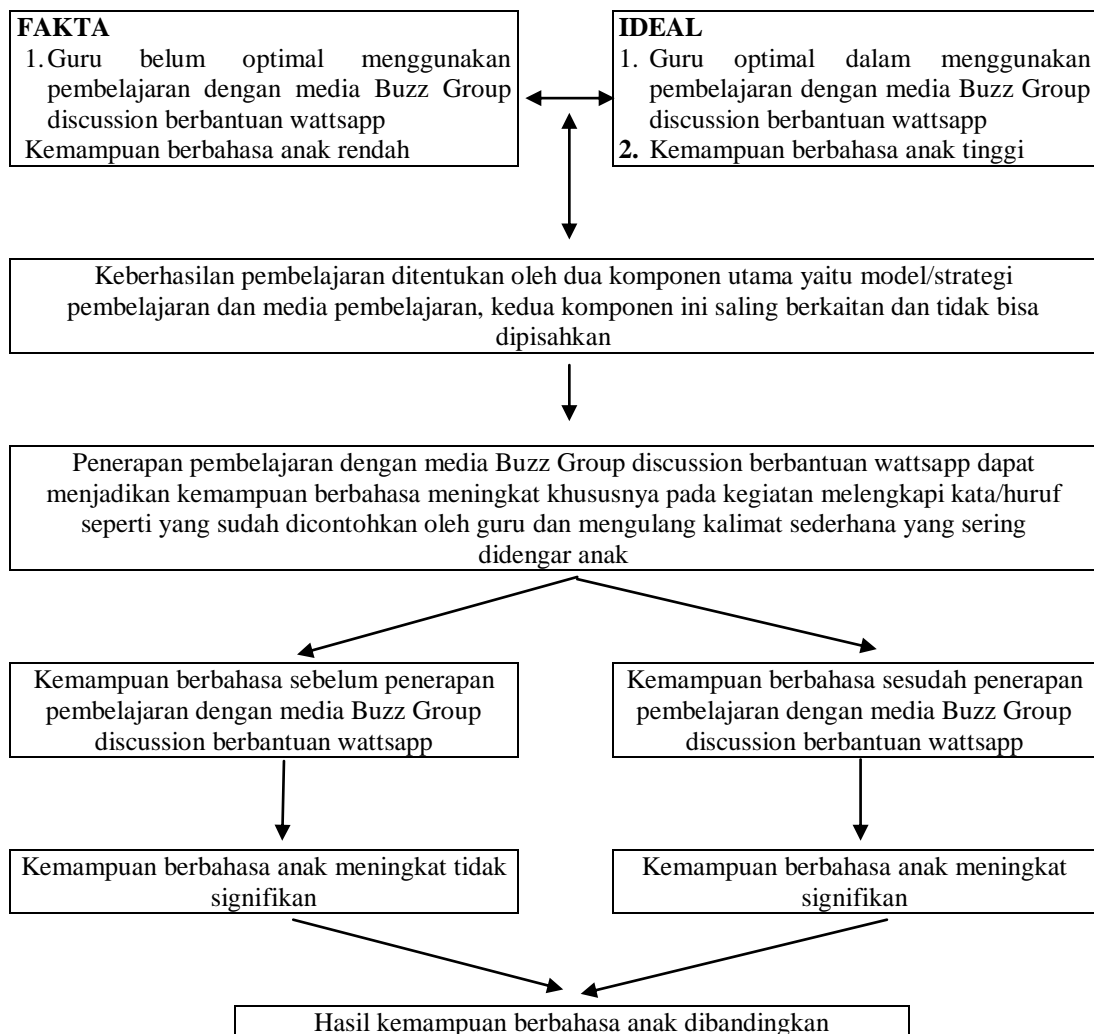 FAKTA
1. Guru belum optimal menggunakan
pembelajaran dengan media Buzz Group
discussion berbantuan wattsapp
Kemampuan berbahasa anak rendah
IDEAL
1. Guru optimal dalam menggunakan
pembelajaran dengan media Buzz Group
discussion berbantuan wattsapp
2. Kemampuan berbahasa anak tinggi
Keberhasilan pembelajaran ditentukan oleh dua komponen utama yaitu model/strategi
pembelajaran dan media pembelajaran, kedua komponen ini saling berkaitan dan tidak bisa
dipisahkan
Penerapan pembelajaran dengan media Buzz Group discussion berbantuan wattsapp dapat
menjadikan kemampuan berbahasa meningkat khususnya pada kegiatan melengkapi kata/huruf
seperti yang sudah dicontohkan oleh guru dan mengulang kalimat sederhana yang sering
didengar anak
Kemampuan berbahasa sebelum penerapan
pembelajaran dengan media Buzz Group
discussion berbantuan wattsapp
Kemampuan berbahasa sesudah penerapan
pembelajaran dengan media Buzz Group
discussion berbantuan wattsapp
Kemampuan berbahasa anak meningkat tidak
signifikan
Kemampuan berbahasa anak meningkat
signifikan
Hasil kemampuan berbahasa anak dibandingkan